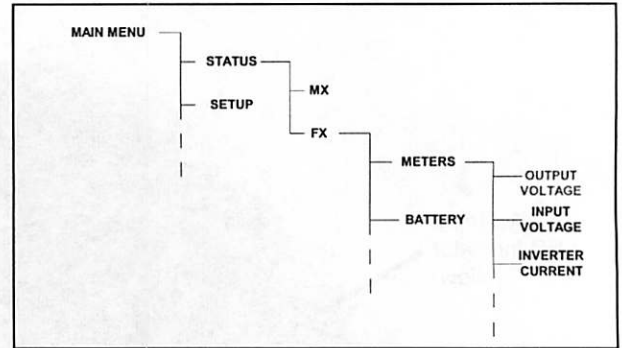 MAIN MENU
STATUS
MX
SETUP
FX
METERS
OUTPUT
VOLTAGE
BATTERY
INPUT
VOLTAGE
INVERTER
CURRENT